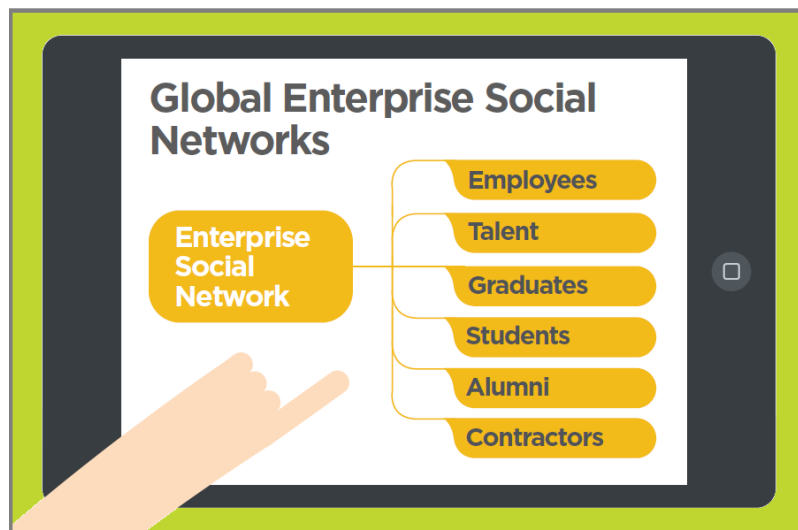 Global Enterprise Social
Networks
Enterprise
Social
Network
Employees
Talent
Graduates
Students
Alumni
Contractors